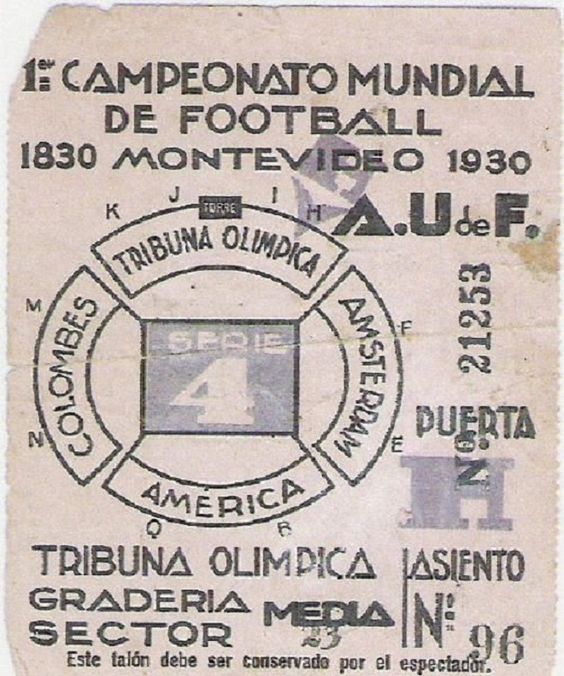 1er CAMPEONATO MUNDIAL
DE FOOTBALL
1830 MONTEVIDEO 1930
A.U. de F.
K J TORRE I H
TRIBUNA OLIMPICA
M COLOMBES N
SERIE
4
F AMSTERDAM E
AMÉRICA
Q B
No. 21253
PUERTA
H
TRIBUNA OLIMPICA
GRADERIA MEDIA
SECTOR 23
ASIENTO
No. 96
Este talón debe ser conservado por el espectador.